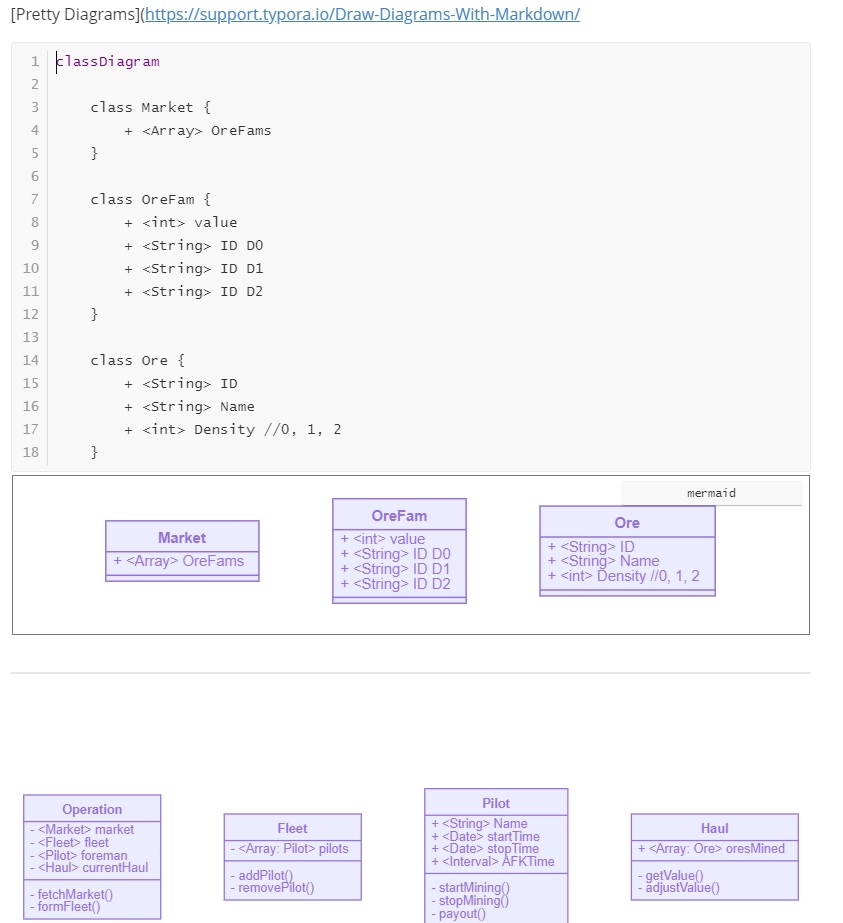 [Pretty Diagrams](https://support.typora.io/Draw-Diagrams-With-Markdown/
1 classDiagram
2
3 class Market {
4 + <Array> OreFams
5 }
6
7 class OreFam {
8 + <int> value
9 + <String> ID D0
10 + <String> ID D1
11 + <String> ID D2
12 }
13
14 class Ore {
15 + <String> ID
16 + <String> Name
17 + <int> Density //0, 1, 2
18 }
mermaid
Market
+ <Array> OreFams
OreFam
+ <int> value
+ <String> ID D0
+ <String> ID D1
+ <String> ID D2
Ore
+ <String> ID
+ <String> Name
+ <int> Density //0, 1, 2
Operation
- <Market> market
- <Fleet> fleet
- <Pilot> foreman
- <Haul> currentHaul
- fetchMarket()
- formFleet()
Fleet
- <Array: Pilot> pilots
- addPilot()
- removePilot()
Pilot
+ <String> Name
+ <Date> startTime
+ <Date> stopTime
+ <Interval> AFKTime
- startMining()
- stopMining()
- payout()
Haul
+ <Array: Ore> oresMined
- getValue()
- adjustValue()